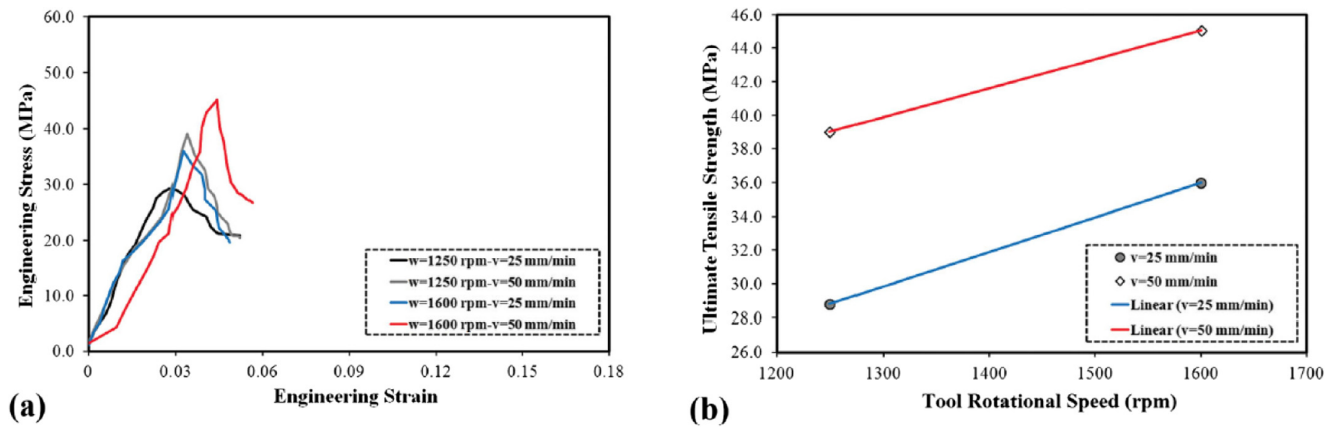 60.0
50.0
40.0
30.0
20.0
10.0
0.0
Engineering Stress (MPa)
0 0.03 0.06 0.09 0.12 0.15 0.18
Engineering Strain
w=1250 rpm-v=25 mm/min
w=1250 rpm-v=50 mm/min
w=1600 rpm-v=25 mm/min
w=1600 rpm-v=50 mm/min
(a)
46.0
44.0
42.0
40.0
38.0
36.0
34.0
32.0
30.0
28.0
26.0
Ultimate Tensile Strength (MPa)
1200 1300 1400 1500 1600 1700
Tool Rotational Speed (rpm)
v=25 mm/min
v=50 mm/min
Linear (v=25 mm/min)
Linear (v=50 mm/min)
(b)